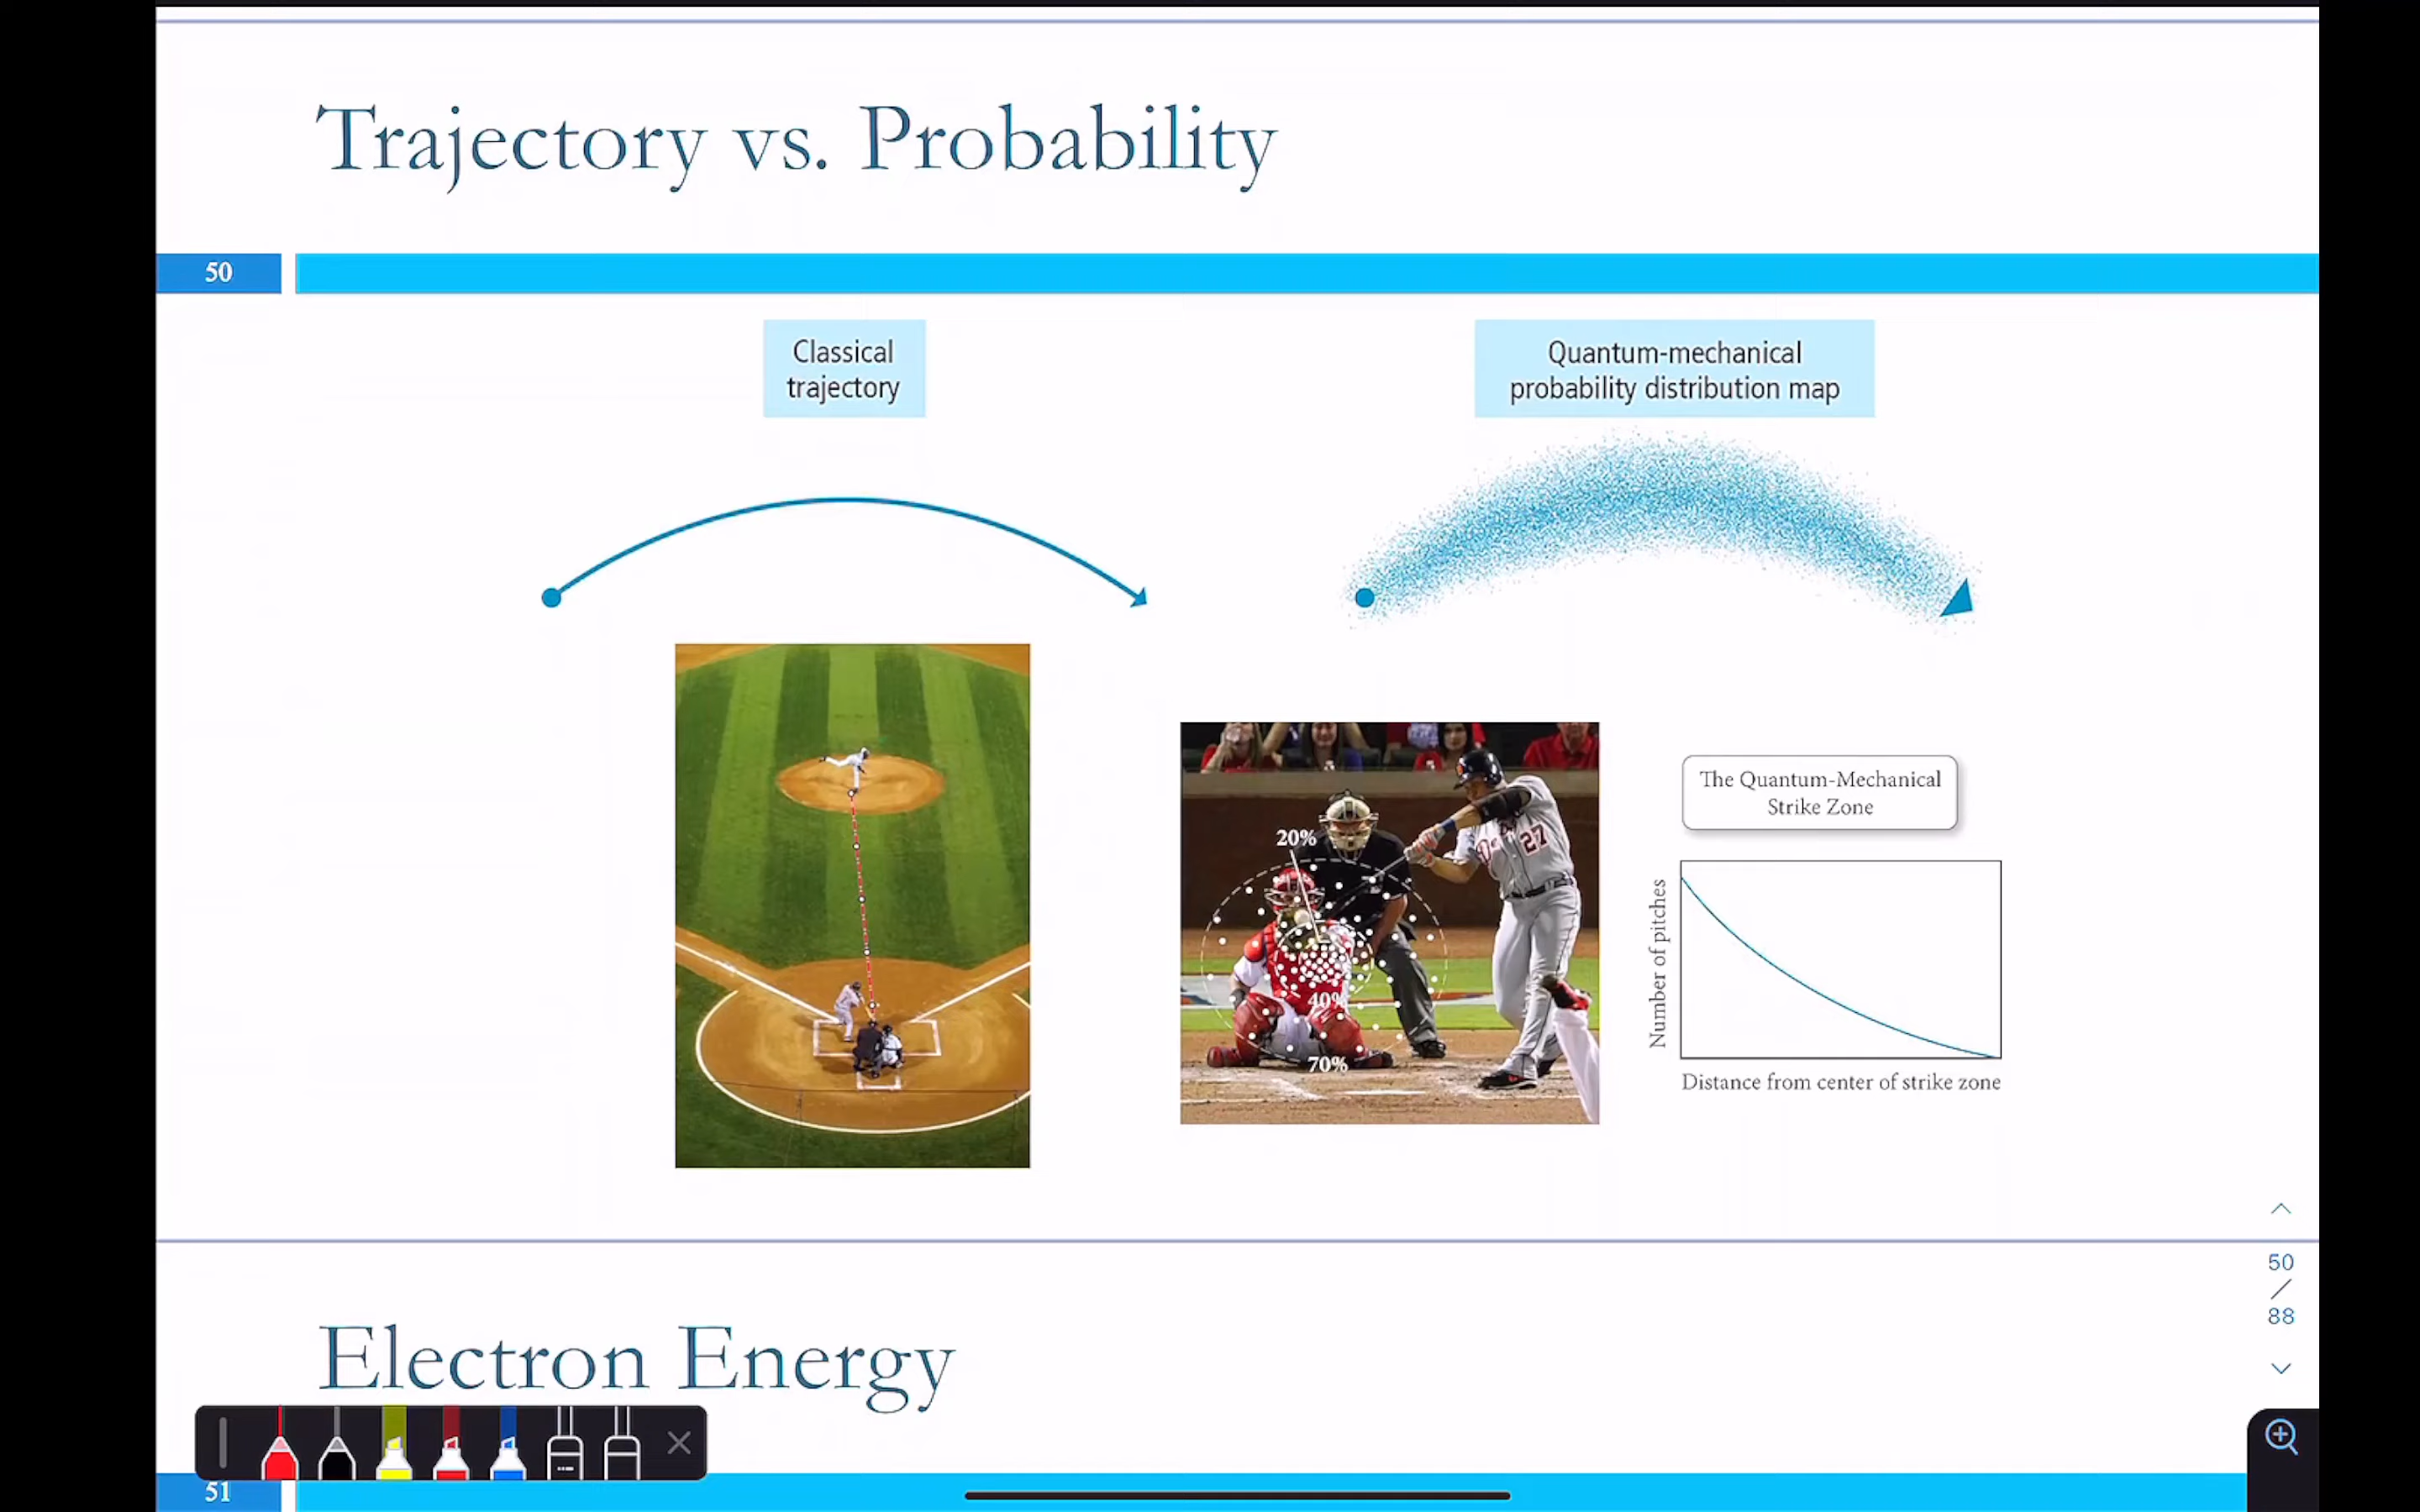 Trajectory vs. Probability
50
Classical
trajectory
Quantum-mechanical
probability distribution map
20%
27
40%
70%
The Quantum-Mechanical
Strike Zone
Number of pitches
Distance from center of strike zone
50
/
88
Electron Energy
51